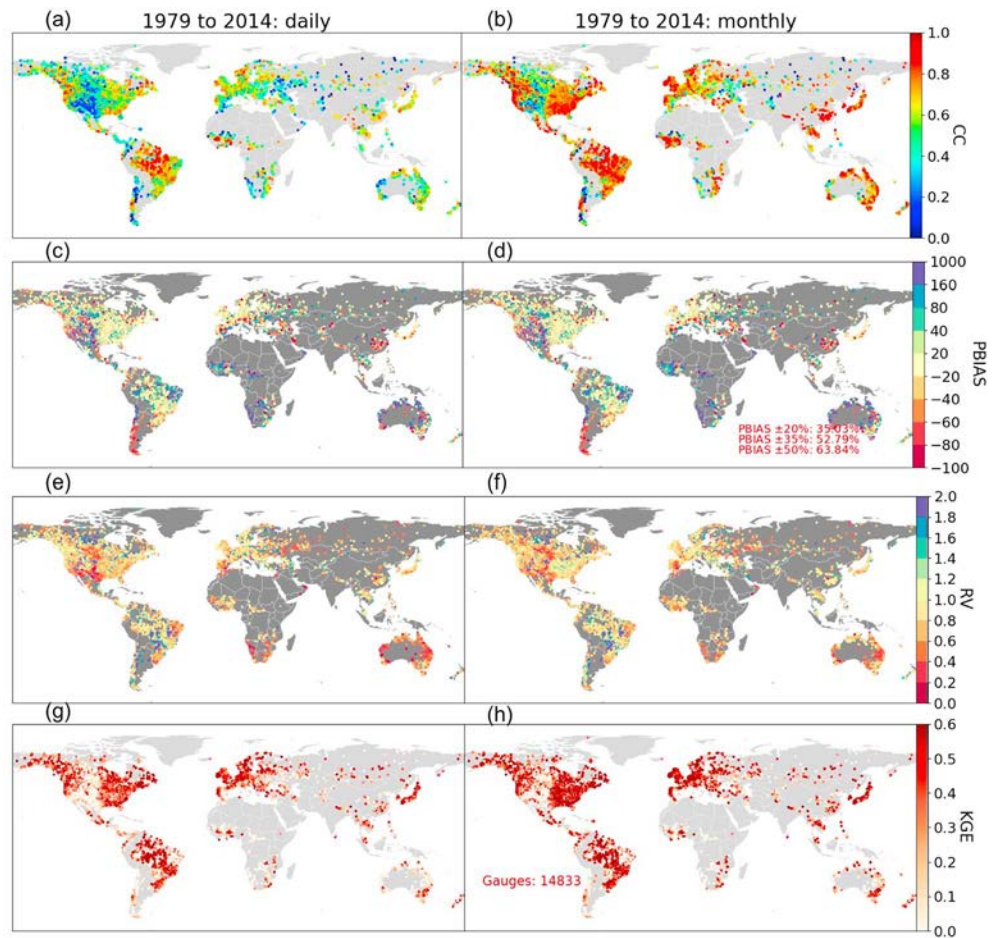 (a) 1979 to 2014: daily (b) 1979 to 2014: monthly
1.0
0.8
0.6
0.4
0.2
0.0
CC
(c) (d)
1000
160
80
40
20
−20
−40
−60
−80
−100
PBIAS
PBIAS ±20%: 35.03%
PBIAS ±35%: 52.79%
PBIAS ±50%: 63.84%
(e) (f)
2.0
1.8
1.6
1.4
1.2
1.0
0.8
0.6
0.4
0.2
0.0
RV
(g) (h)
0.6
0.5
0.4
0.3
0.2
0.1
0.0
KGE
Gauges: 14833